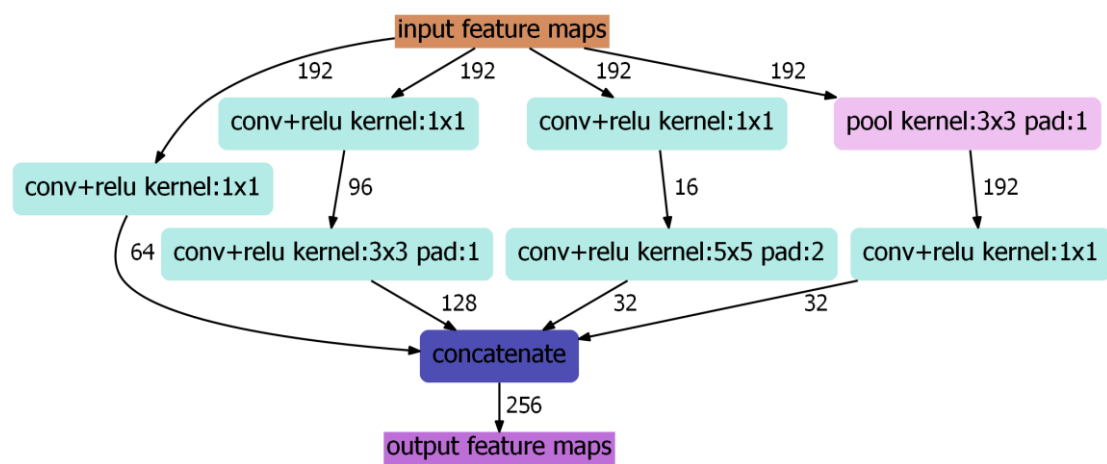 input feature maps
192
192
192
192
conv+relu kernel:1x1
conv+relu kernel:1x1
pool kernel:3x3 pad:1
conv+relu kernel:1x1
96
16
192
64
conv+relu kernel:3x3 pad:1
conv+relu kernel:5x5 pad:2
conv+relu kernel:1x1
128
32
32
concatenate
256
output feature maps